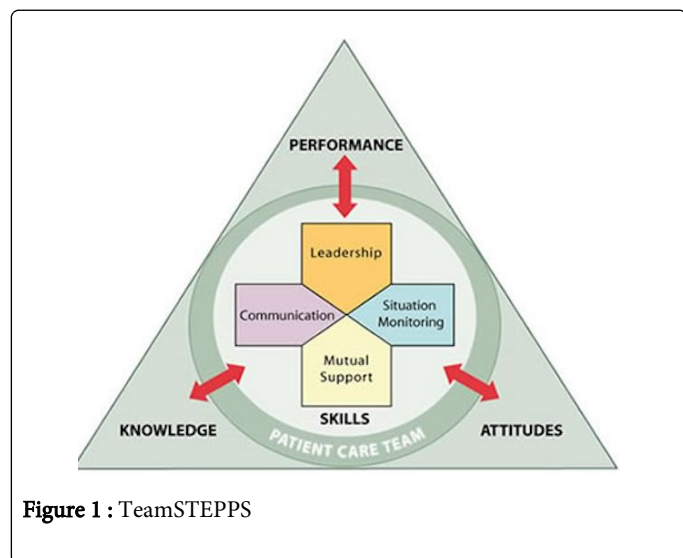 PERFORMANCE
Leadership
Communication
Situation
Monitoring
Mutual
Support
SKILLS
KNOWLEDGE
PATIENT CARE TEAM
ATTITUDES
Figure 1 : TeamSTEPPS